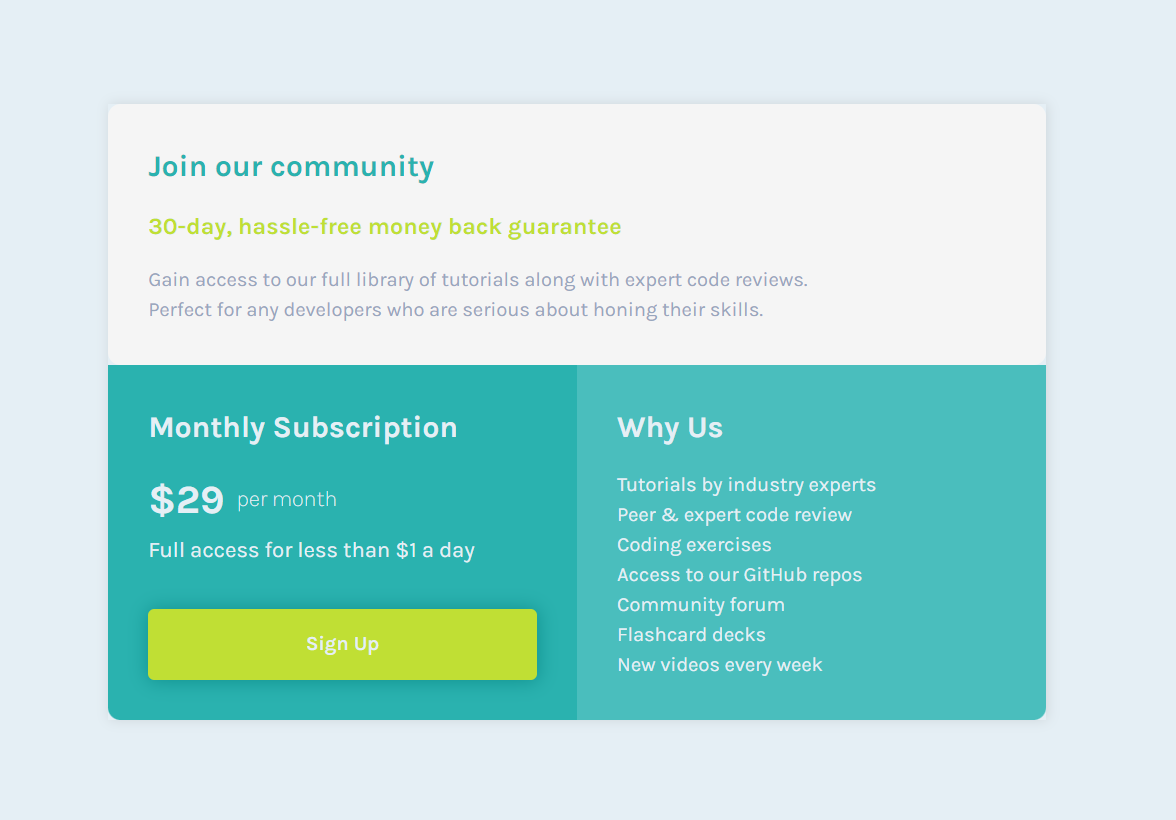 Join our community
30-day, hassle-free money back guarantee
Gain access to our full library of tutorials along with expert code reviews.
Perfect for any developers who are serious about honing their skills.
Monthly Subscription
$29 per month
Full access for less than $1 a day
Sign Up
Why Us
Tutorials by industry experts
Peer & expert code review
Coding exercises
Access to our GitHub repos
Community forum
Flashcard decks
New videos every week